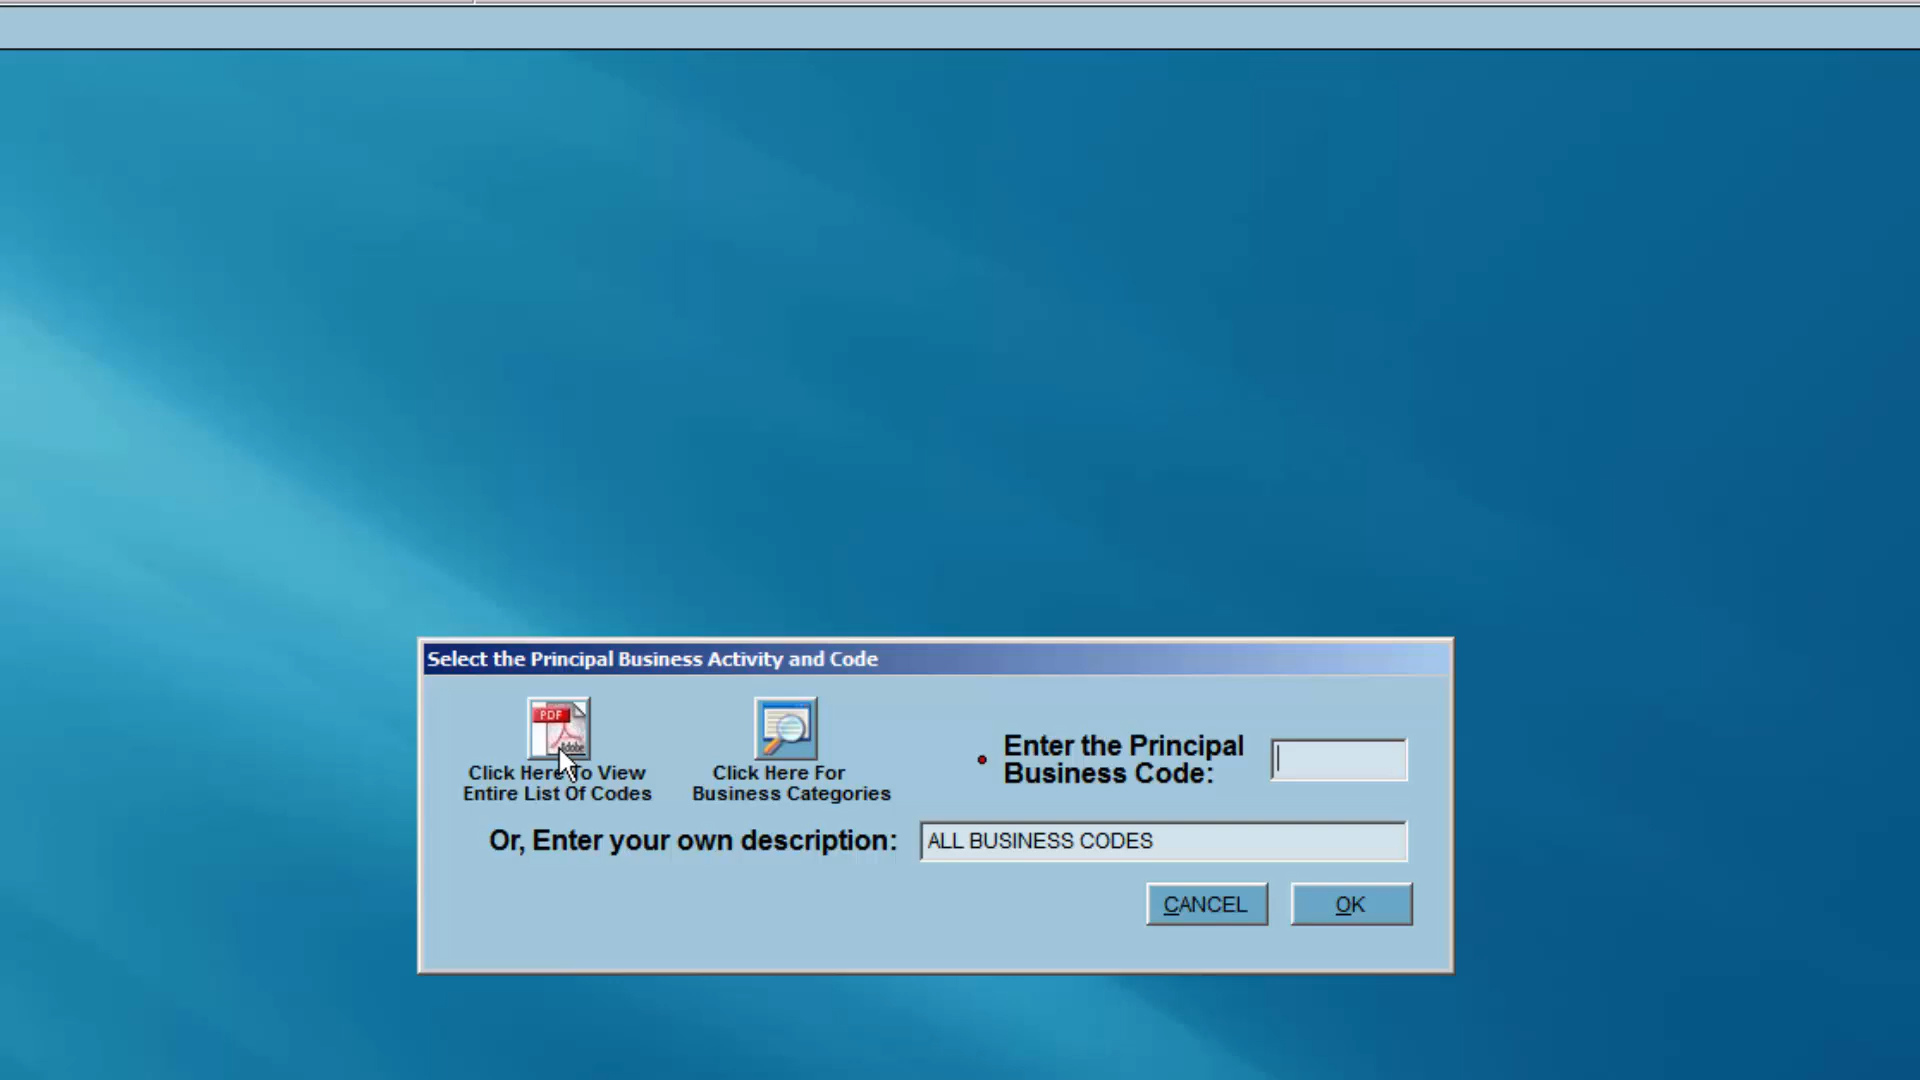 Select the Principal Business Activity and Code
PDF
Adobe
Click Here To View
Entire List Of Codes
Click Here For
Business Categories
Enter the Principal
Business Code:
Or, Enter your own description:
ALL BUSINESS CODES
CANCEL
OK